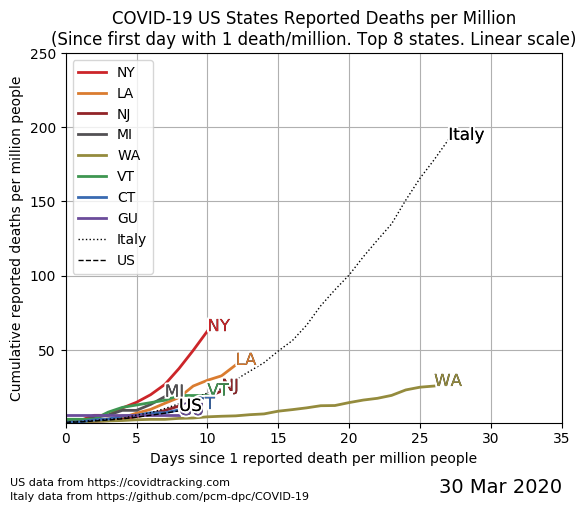 COVID-19 US States Reported Deaths per Million
(Since first day with 1 death/million. Top 8 states. Linear scale)
Cumulative reported deaths per million people
250
200
150
100
50
NY
LA
NJ
MI
WA
VT
CT
GU
Italy
US
Italy
NY
LA
NJ
MI
VT
WA
CT
GU
US
0
5
10
15
20
25
30
35
Days since 1 reported death per million people
US data from https://covidtracking.com
Italy data from https://github.com/pcm-dpc/COVID-19
30 Mar 2020